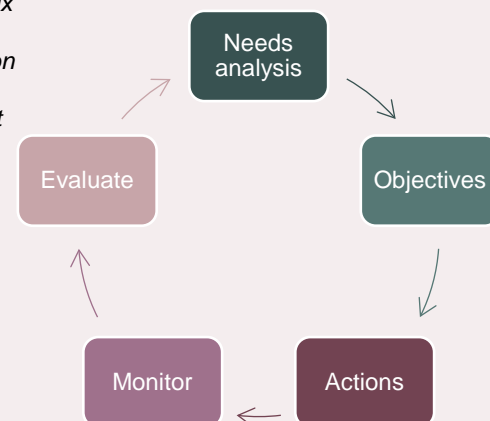 Needs
analysis
Objectives
Actions
Monitor
Evaluate